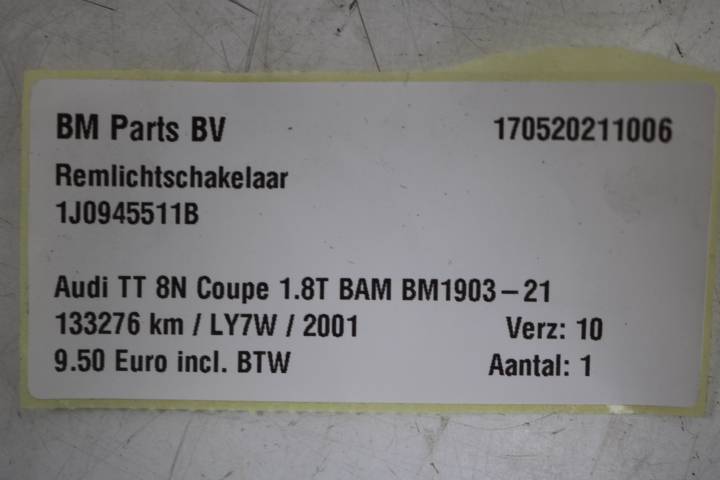 BM Parts BV 170520211006
Remlichtschakelaar
1J0945511B
Audi TT 8N Coupe 1.8T BAM BM1903-21
133276 km / LY7W / 2001 Verz: 10
9.50 Euro incl. BTW Aantal: 1